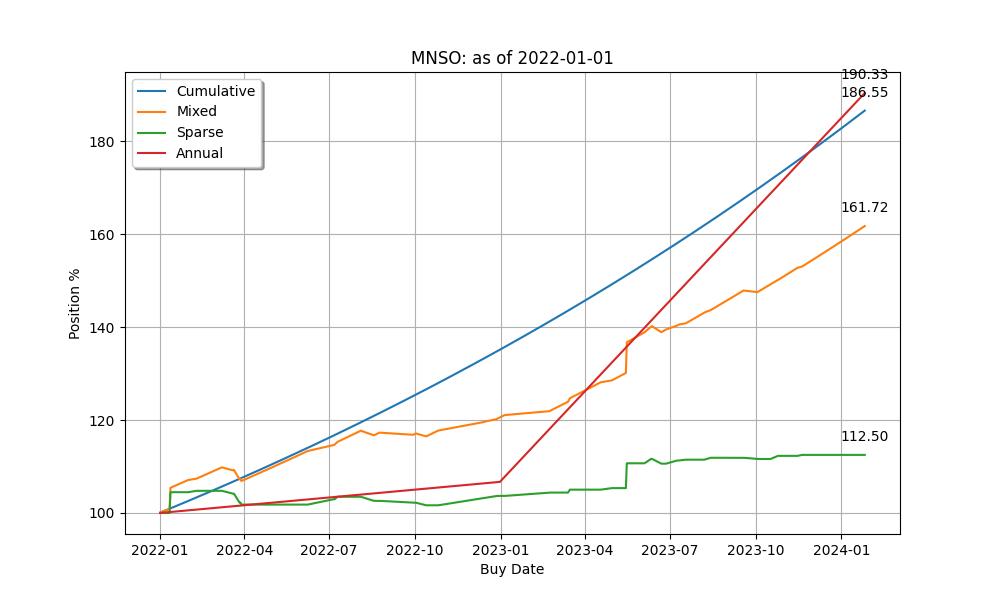 MNSO: as of 2022-01-01
190.33
186.55
161.72
112.50
Cumulative
Mixed
Sparse
Annual
180
160
140
120
100
Position %
2022-01 2022-04 2022-07 2022-10 2023-01 2023-04 2023-07 2023-10 2024-01
Buy Date